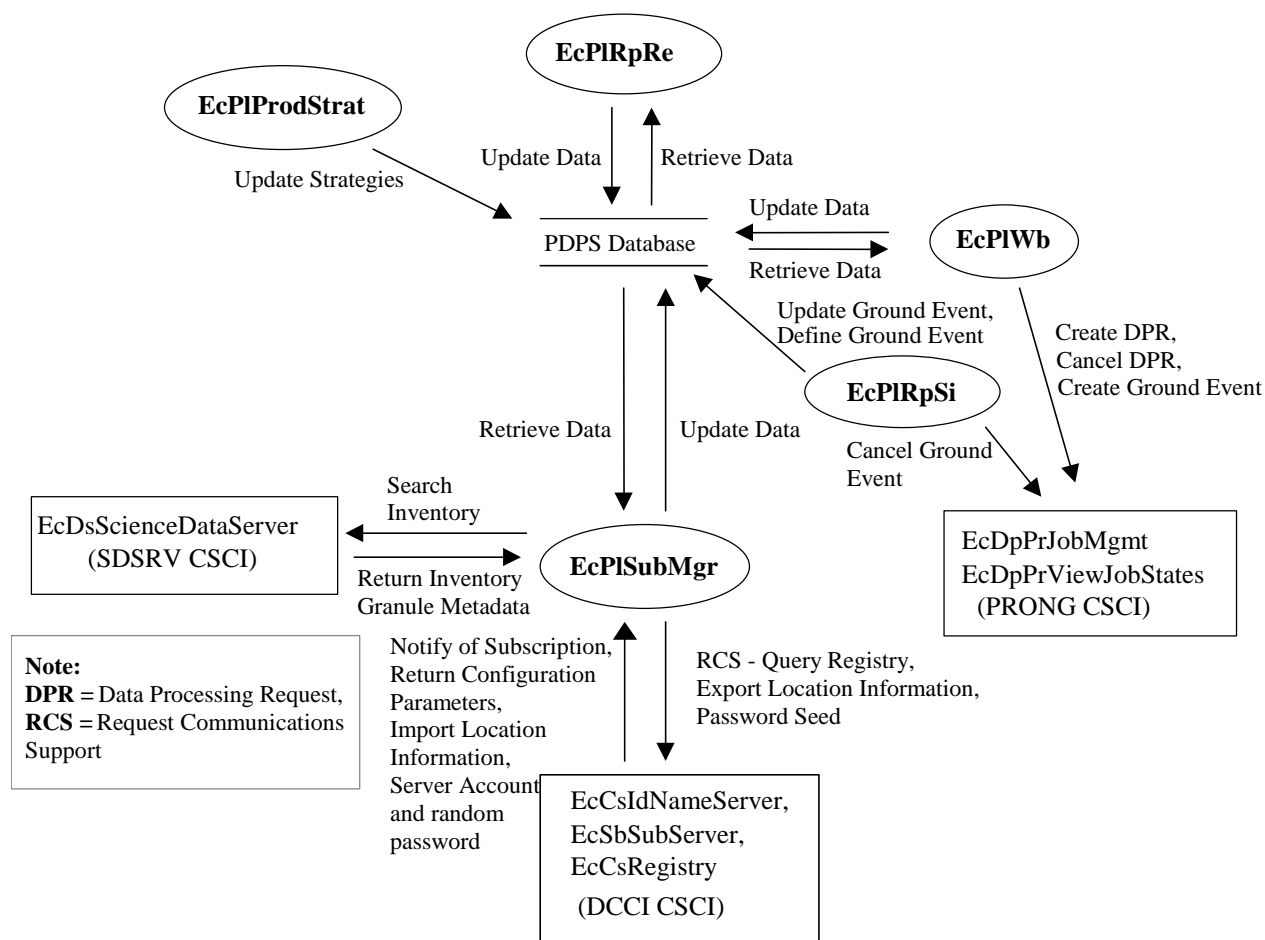 EcPlRpRe
EcPlProdStrat
Update Data
Retrieve Data
Update Strategies
Update Data
PDPS Database
EcPlWb
Retrieve Data
Update Ground Event,
Define Ground Event
Create DPR,
Cancel DPR,
Create Ground Event
EcPlRpSi
Retrieve Data
Update Data
Cancel Ground
Event
Search
Inventory
EcDsScienceDataServer
(SDSRV CSCI)
EcPlSubMgr
EcDpPrJobMgmt
EcDpPrViewJobStates
(PRONG CSCI)
Return Inventory
Granule Metadata
Notify of Subscription,
Return Configuration
Parameters,
Import Location
Information,
Server Account
and random
password
RCS - Query Registry,
Export Location Information,
Password Seed
Note:
DPR = Data Processing Request,
RCS = Request Communications
Support
EcCsIdNameServer,
EcSbSubServer,
EcCsRegistry
(DCCI CSCI)